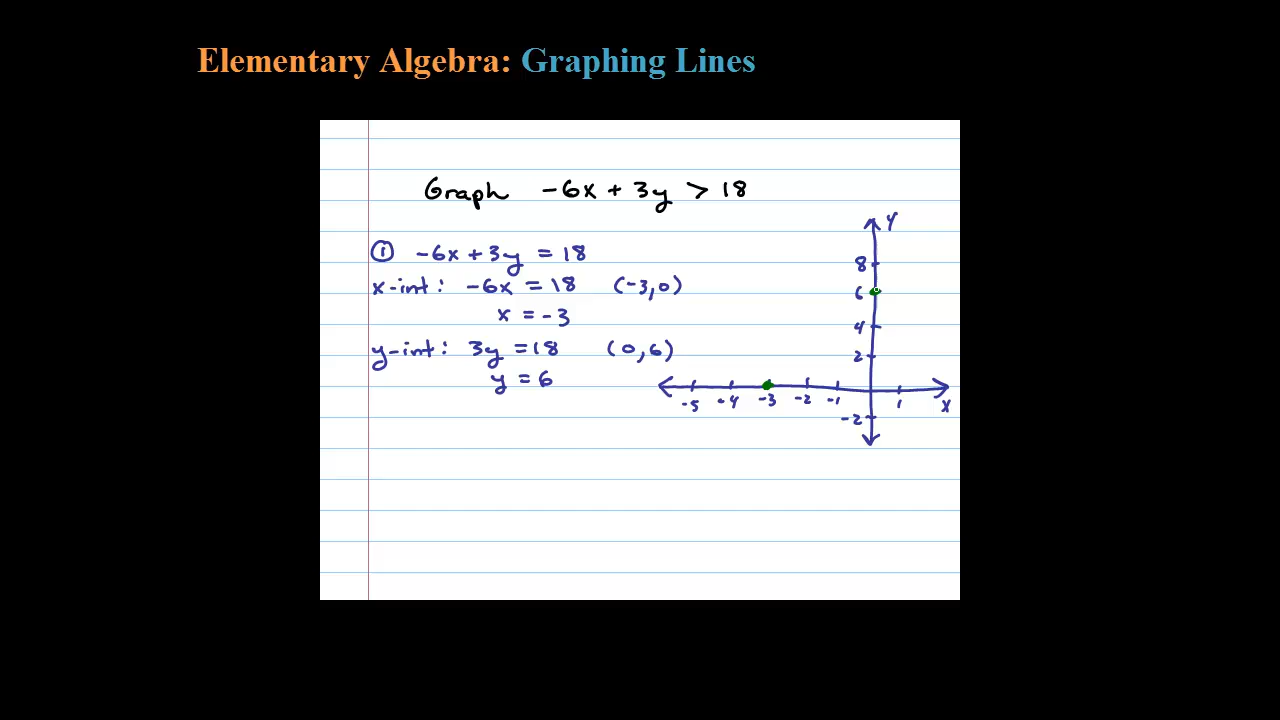 Elementary Algebra: Graphing Lines
Graph -6x + 3y > 18
① -6x + 3y = 18
x-int: -6x = 18 (-3,0)
x = -3
y-int: 3y = 18 (0,6)
y = 6
Y
8
6
4
2
-5 -4 -3 -2 -1 1 X
-2